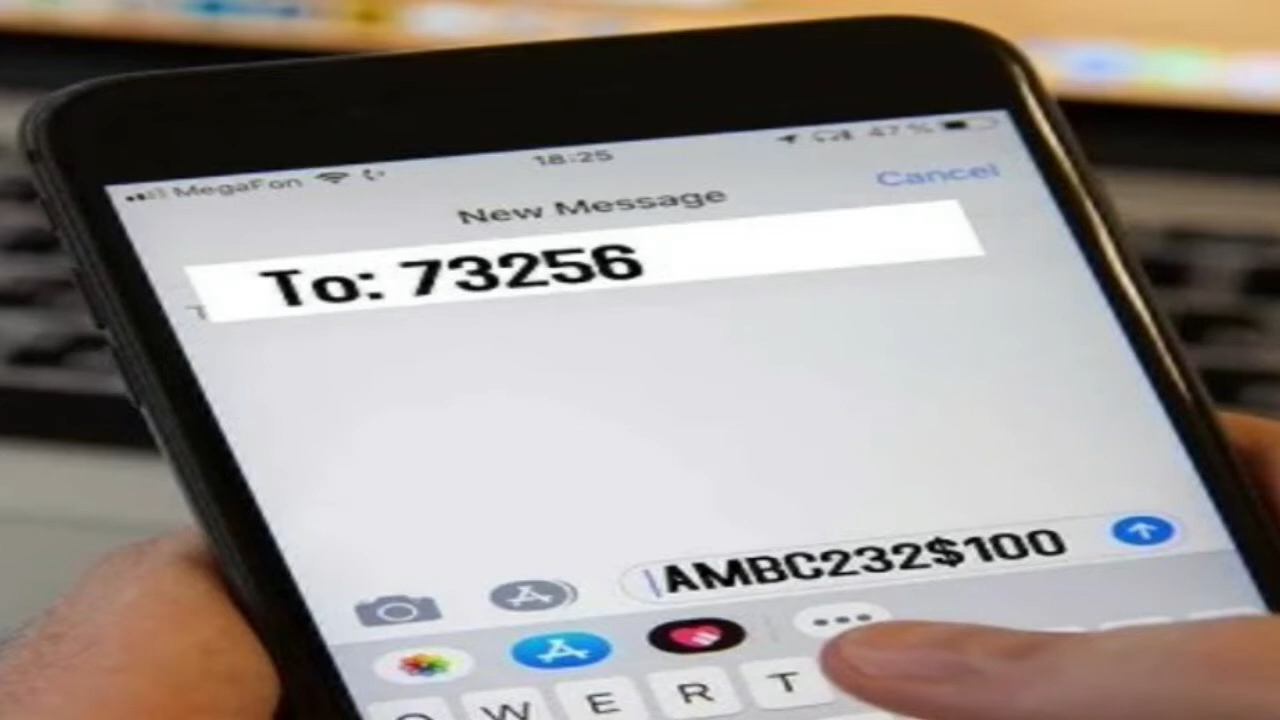 MegaFon
18:25
47 %
New Message
Cancel
To: 73256
AMBC232$100
W E R T